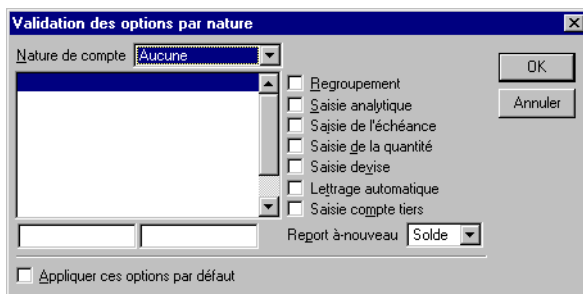 Validation des options par nature
Nature de compte Aucune
OK
Annuler
Regroupement
Saisie analytique
Saisie de l'échéance
Saisie de la quantité
Saisie devise
Lettrage automatique
Saisie compte tiers
Report à-nouveau Solde
Appliquer ces options par défaut